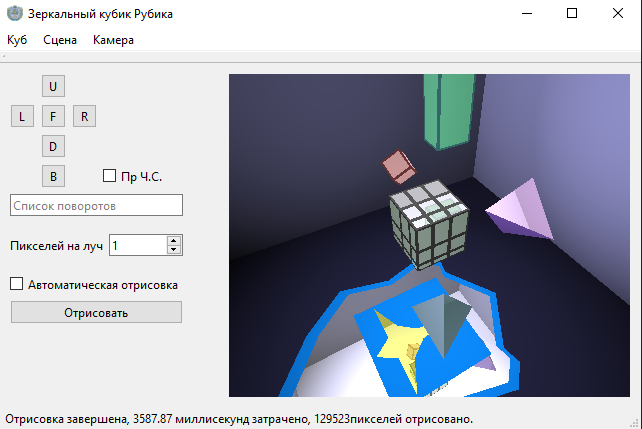 Зеркальный кубик Рубика
Куб Сцена Камера
U
L F R
D
B Пр Ч.С.
Список поворотов
Пикселей на луч 1
Автоматическая отрисовка
Отрисовать
Отрисовка завершена, 3587.87 миллисекунд затрачено, 129523пикселей отрисовано.